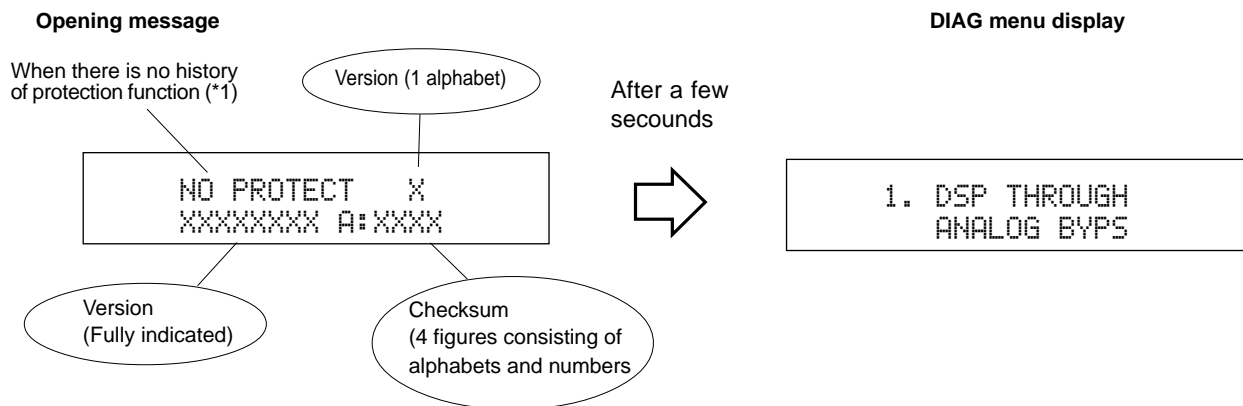 Opening message
DIAG menu display
When there is no history
of protection function (*1)
Version (1 alphabet)
After a few
secounds
NO PROTECT X
XXXXXXXX A:XXXX
1. DSP THROUGH
ANALOG BYPS
Version
(Fully indicated)
Checksum
(4 figures consisting of
alphabets and numbers